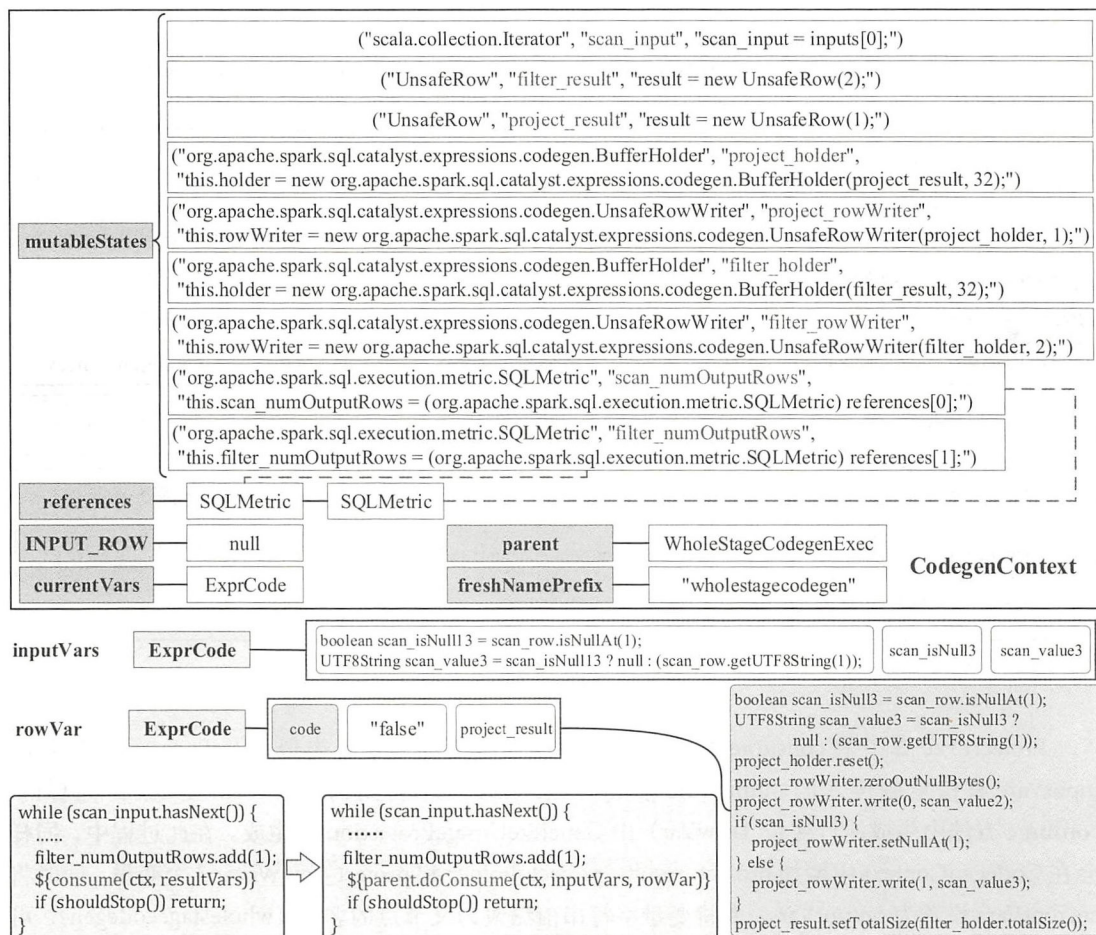 ("scala.collection.Iterator", "scan_input", "scan_input = inputs[0];")
("UnsafeRow", "filter_result", "result = new UnsafeRow(2);")
("UnsafeRow", "project_result", "result = new UnsafeRow(1);")
("org.apache.spark.sql.catalyst.expressions.codegen.BufferHolder", "project_holder",
"this.holder = new org.apache.spark.sql.catalyst.expressions.codegen.BufferHolder(project_result, 32);")
mutableStates
("org.apache.spark.sql.catalyst.expressions.codegen.UnsafeRowWriter", "project_rowWriter",
"this.rowWriter = new org.apache.spark.sql.catalyst.expressions.codegen.UnsafeRowWriter(project_holder, 1);")
("org.apache.spark.sql.catalyst.expressions.codegen.BufferHolder", "filter_holder",
"this.holder = new org.apache.spark.sql.catalyst.expressions.codegen.BufferHolder(filter_result, 32);")
("org.apache.spark.sql.catalyst.expressions.codegen.UnsafeRowWriter", "filter_rowWriter",
"this.rowWriter = new org.apache.spark.sql.catalyst.expressions.codegen.UnsafeRowWriter(filter_holder, 2);")
("org.apache.spark.sql.execution.metric.SQLMetric", "scan_numOutputRows",
"this.scan_numOutputRows = (org.apache.spark.sql.execution.metric.SQLMetric) references[0];")
("org.apache.spark.sql.execution.metric.SQLMetric", "filter_numOutputRows",
"this.filter_numOutputRows = (org.apache.spark.sql.execution.metric.SQLMetric) references[1];")
references SQLMetric SQLMetric
INPUT_ROW null parent WholeStageCodegenExec
currentVars ExprCode freshNamePrefix "wholestagecodegen"
CodegenContext
inputVars ExprCode
boolean scan_isNull13 = scan_row.isNullAt(1);
UTF8String scan_value3 = scan_isNull13 ? null : (scan_row.getUTF8String(1));
scan_isNull3 scan_value3
rowVar ExprCode code "false" project_result
boolean scan_isNull3 = scan_row.isNullAt(1);
UTF8String scan_value3 = scan_isNull3 ?
null : (scan_row.getUTF8String(1));
project_holder.reset();
project_rowWriter.zeroOutNullBytes();
project_rowWriter.write(0, scan_value2);
if (scan_isNull3) {
project_rowWriter.setNullAt(1);
} else {
project_rowWriter.write(1, scan_value3);
}
project_result.setTotalSize(filter_holder.totalSize());
while (scan_input.hasNext()) {
.....
filter_numOutputRows.add(1);
${consume(ctx, resultVars)}
if (shouldStop()) return;
}
while (scan_input.hasNext()) {
......
filter_numOutputRows.add(1);
${parent.doConsume(ctx, inputVars, rowVar)}
if (shouldStop()) return;
}